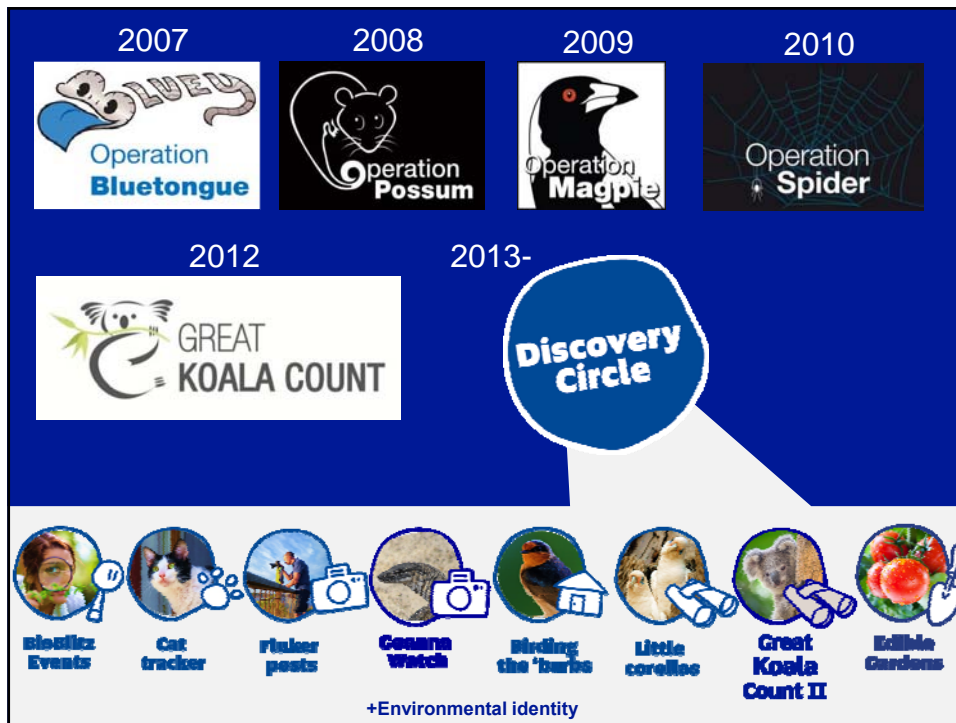 2007
2008
2009
2010
BLUEY
Operation
Bluetongue
Operation
Possum
Operation
Magpie
Operation
Spider
2012
2013-
GREAT
KOALA COUNT
Discovery
Circle
BioBlitz
Events
Cat
tracker
Fluker
posts
Goanna
Watch
Birding
the 'burbs
Little
corellas
Great
Koala
Count II
Edible
Gardens
+Environmental identity